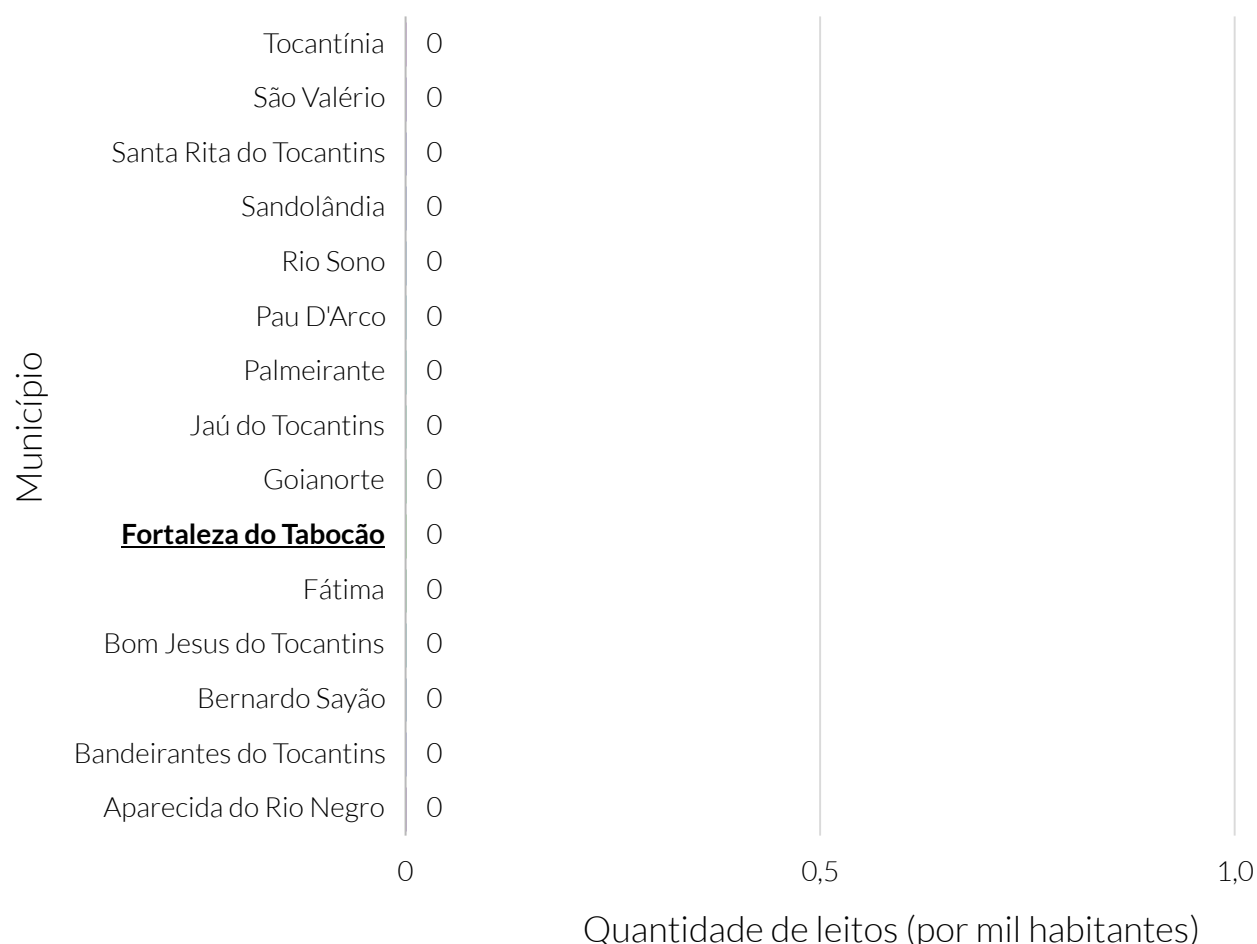 Tocantínia 0
São Valério 0
Santa Rita do Tocantins 0
Sandolândia 0
Rio Sono 0
Pau D'Arco 0
Palmeirante 0
Jaú do Tocantins 0
Goianorte 0
Fortaleza do Tabocão 0
Fátima 0
Bom Jesus do Tocantins 0
Bernardo Sayão 0
Bandeirantes do Tocantins 0
Aparecida do Rio Negro 0
Município
0 0,5 1,0
Quantidade de leitos (por mil habitantes)